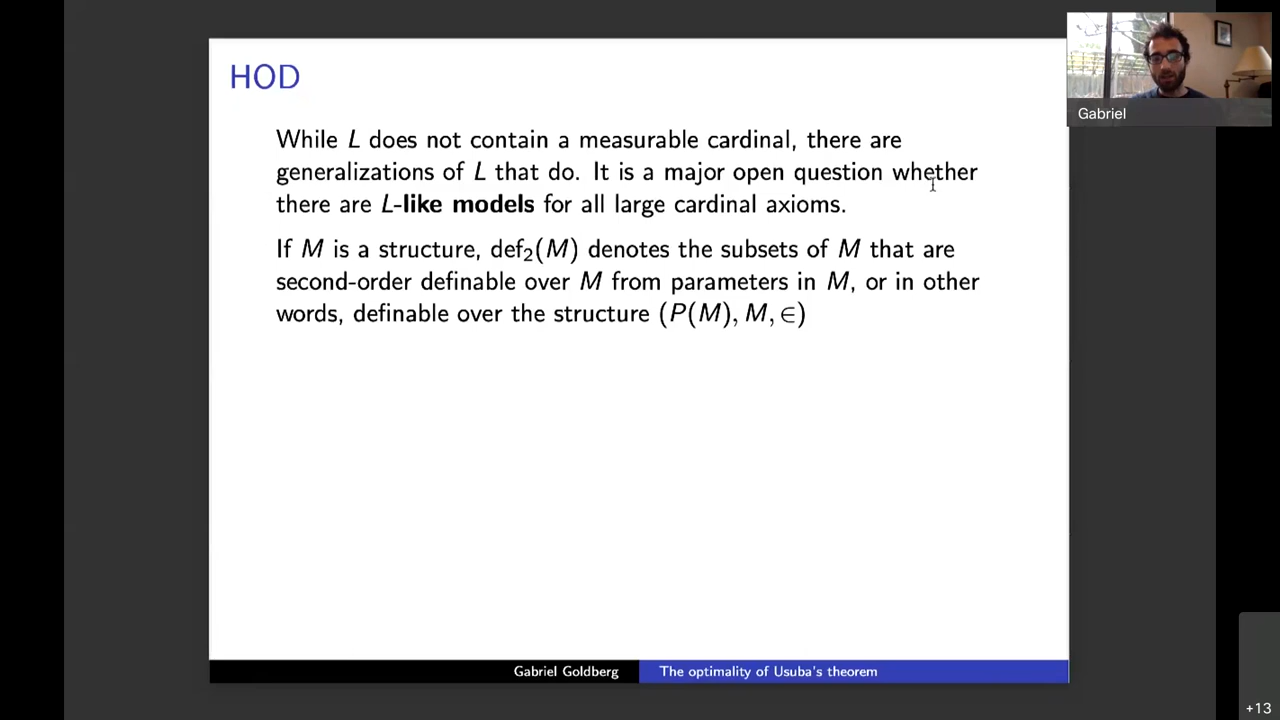 HOD
While L does not contain a measurable cardinal, there are
generalizations of L that do. It is a major open question whether
there are L-like models for all large cardinal axioms.
If M is a structure, def₂(M) denotes the subsets of M that are
second-order definable over M from parameters in M, or in other
words, definable over the structure (P(M), M, ∈)
Gabriel Goldberg
The optimality of Usuba's theorem
Gabriel
+13